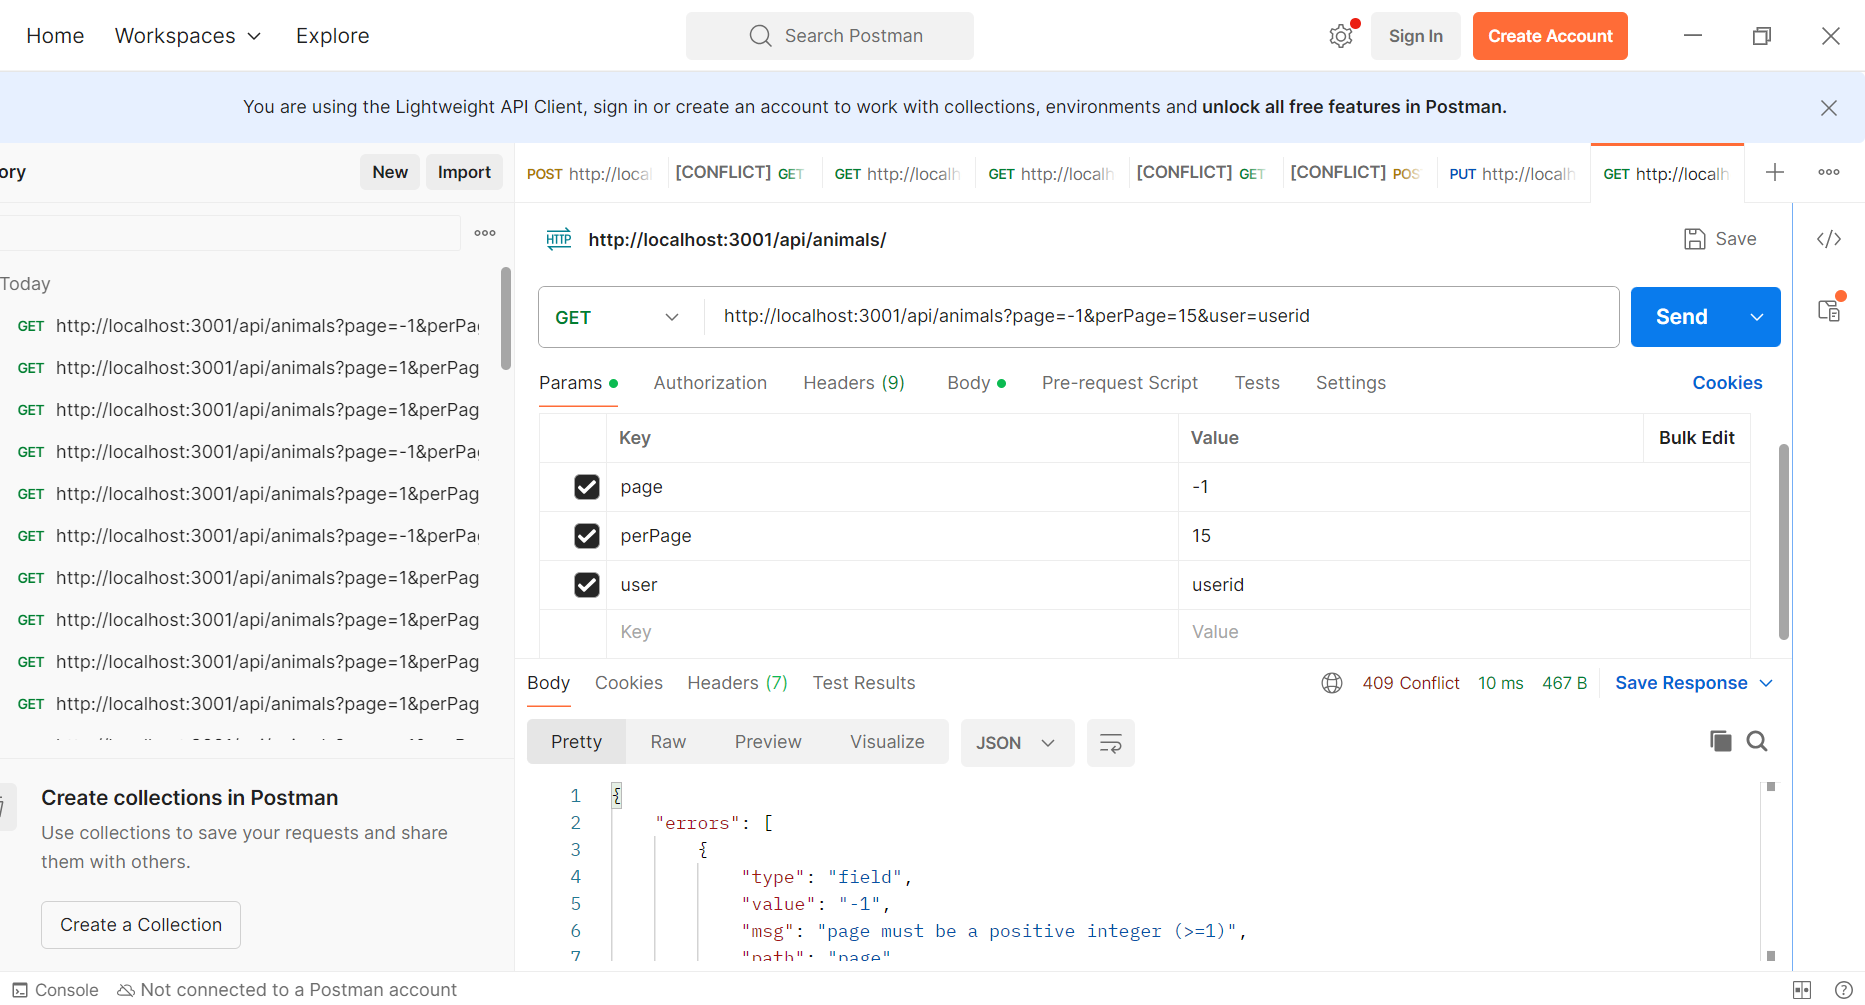 Home Workspaces Explore Search Postman Sign In Create Account
You are using the Lightweight API Client, sign in or create an account to work with collections, environments and unlock all free features in Postman.
ory New Import
POST http://local [CONFLICT] GET GET http://localh GET http://localh [CONFLICT] GET [CONFLICT] POS PUT http://localh GET http://localh
HTTP http://localhost:3001/api/animals/ Save
GET http://localhost:3001/api/animals?page=-1&perPage=15&user=userid Send
Params Authorization Headers (9) Body Pre-request Script Tests Settings Cookies
Key Value Bulk Edit
page -1
perPage 15
user userid
Key Value
Today
GET http://localhost:3001/api/animals?page=-1&perPa
GET http://localhost:3001/api/animals?page=1&perPag
GET http://localhost:3001/api/animals?page=1&perPag
GET http://localhost:3001/api/animals?page=-1&perPa
GET http://localhost:3001/api/animals?page=1&perPag
GET http://localhost:3001/api/animals?page=-1&perPa
GET http://localhost:3001/api/animals?page=1&perPag
GET http://localhost:3001/api/animals?page=1&perPag
GET http://localhost:3001/api/animals?page=1&perPag
GET http://localhost:3001/api/animals?page=1&perPag
Create collections in Postman
Use collections to save your requests and share
them with others.
Create a Collection
Body Cookies Headers (7) Test Results 409 Conflict 10 ms 467 B Save Response
Pretty Raw Preview Visualize JSON
1 {
2 "errors": [
3 {
4 "type": "field",
5 "value": "-1",
6 "msg": "page must be a positive integer (>=1)",
7 "path": "page"
Console Not connected to a Postman account